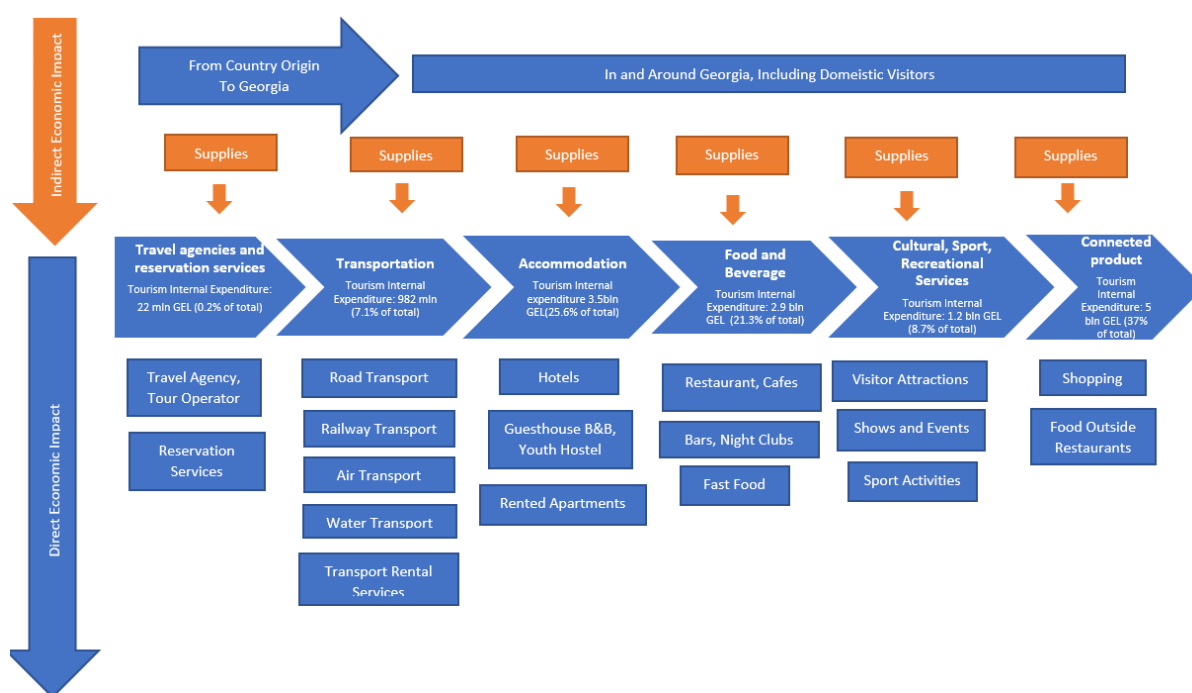 Indirect Economic Impact
From Country Origin
To Georgia
In and Around Georgia, Including Domeistic Visitors
Supplies
Supplies
Supplies
Supplies
Supplies
Supplies
Travel agencies and
reservation services
Tourism Internal Expenditure:
22 mln GEL (0.2% of total)
Transportation
Tourism Internal
Expenditure: 982 mln
(7.1% of total)
Accommodation
Tourism Internal
expenditure 3.5bln
GEL(25.6% of total)
Food and
Beverage
Tourism Internal
Expenditure: 2.9 bln
GEL (21.3% of total)
Cultural, Sport,
Recreational
Services
Tourism Internal
Expenditure: 1.2 bln GEL
(8.7% of total)
Connected
product
Tourism
Internal
Expenditure: 5
bln GEL (37%
of total)
Direct Economic Impact
Travel Agency,
Tour Operator
Reservation
Services
Road Transport
Railway Transport
Air Transport
Water Transport
Transport Rental
Services
Hotels
Guesthouse B&B,
Youth Hostel
Rented Apartments
Restaurant, Cafes
Bars, Night Clubs
Fast Food
Visitor Attractions
Shows and Events
Sport Activities
Shopping
Food Outside
Restaurants